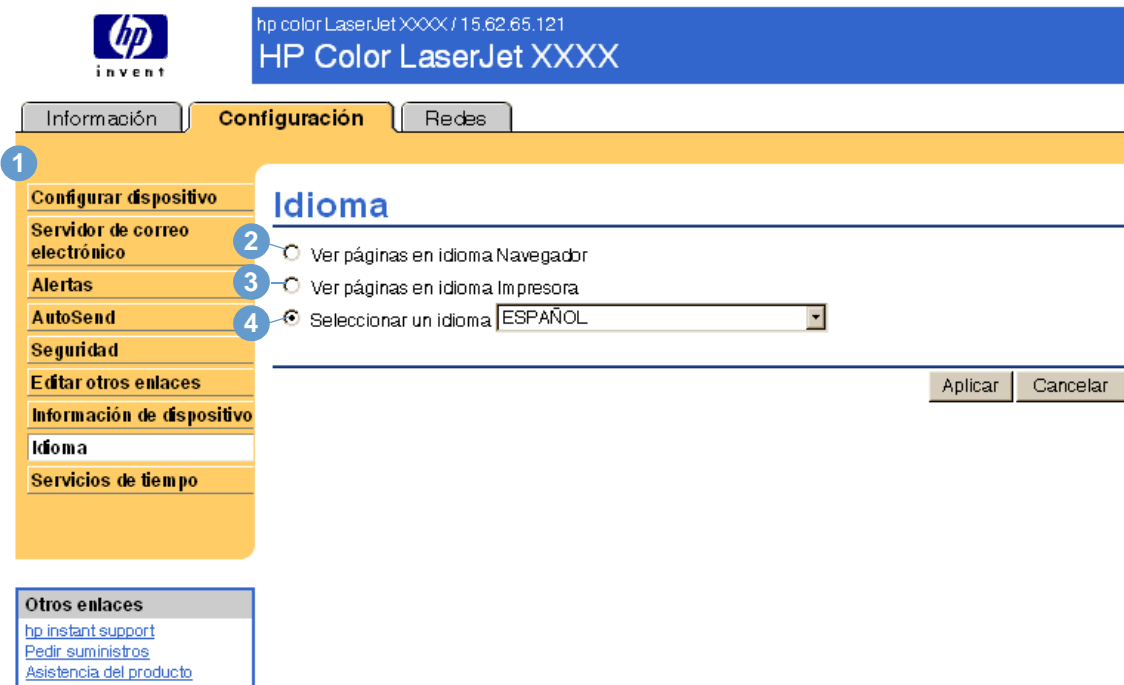 hp
invent
hp color LaserJet XXXX / 15.62.65.121
HP Color LaserJet XXXX
Información
Configuración
Redes
1
Configurar dispositivo
Servidor de correo
electrónico
Alertas
AutoSend
Seguridad
Editar otros enlaces
Información de dispositivo
Idioma
Servicios de tiempo
Idioma
2
Ver páginas en idioma Navegador
3
Ver páginas en idioma Impresora
4
Seleccionar un idioma ESPAÑOL
Aplicar
Cancelar
Otros enlaces
hp instant support
Pedir suministros
Asistencia del producto